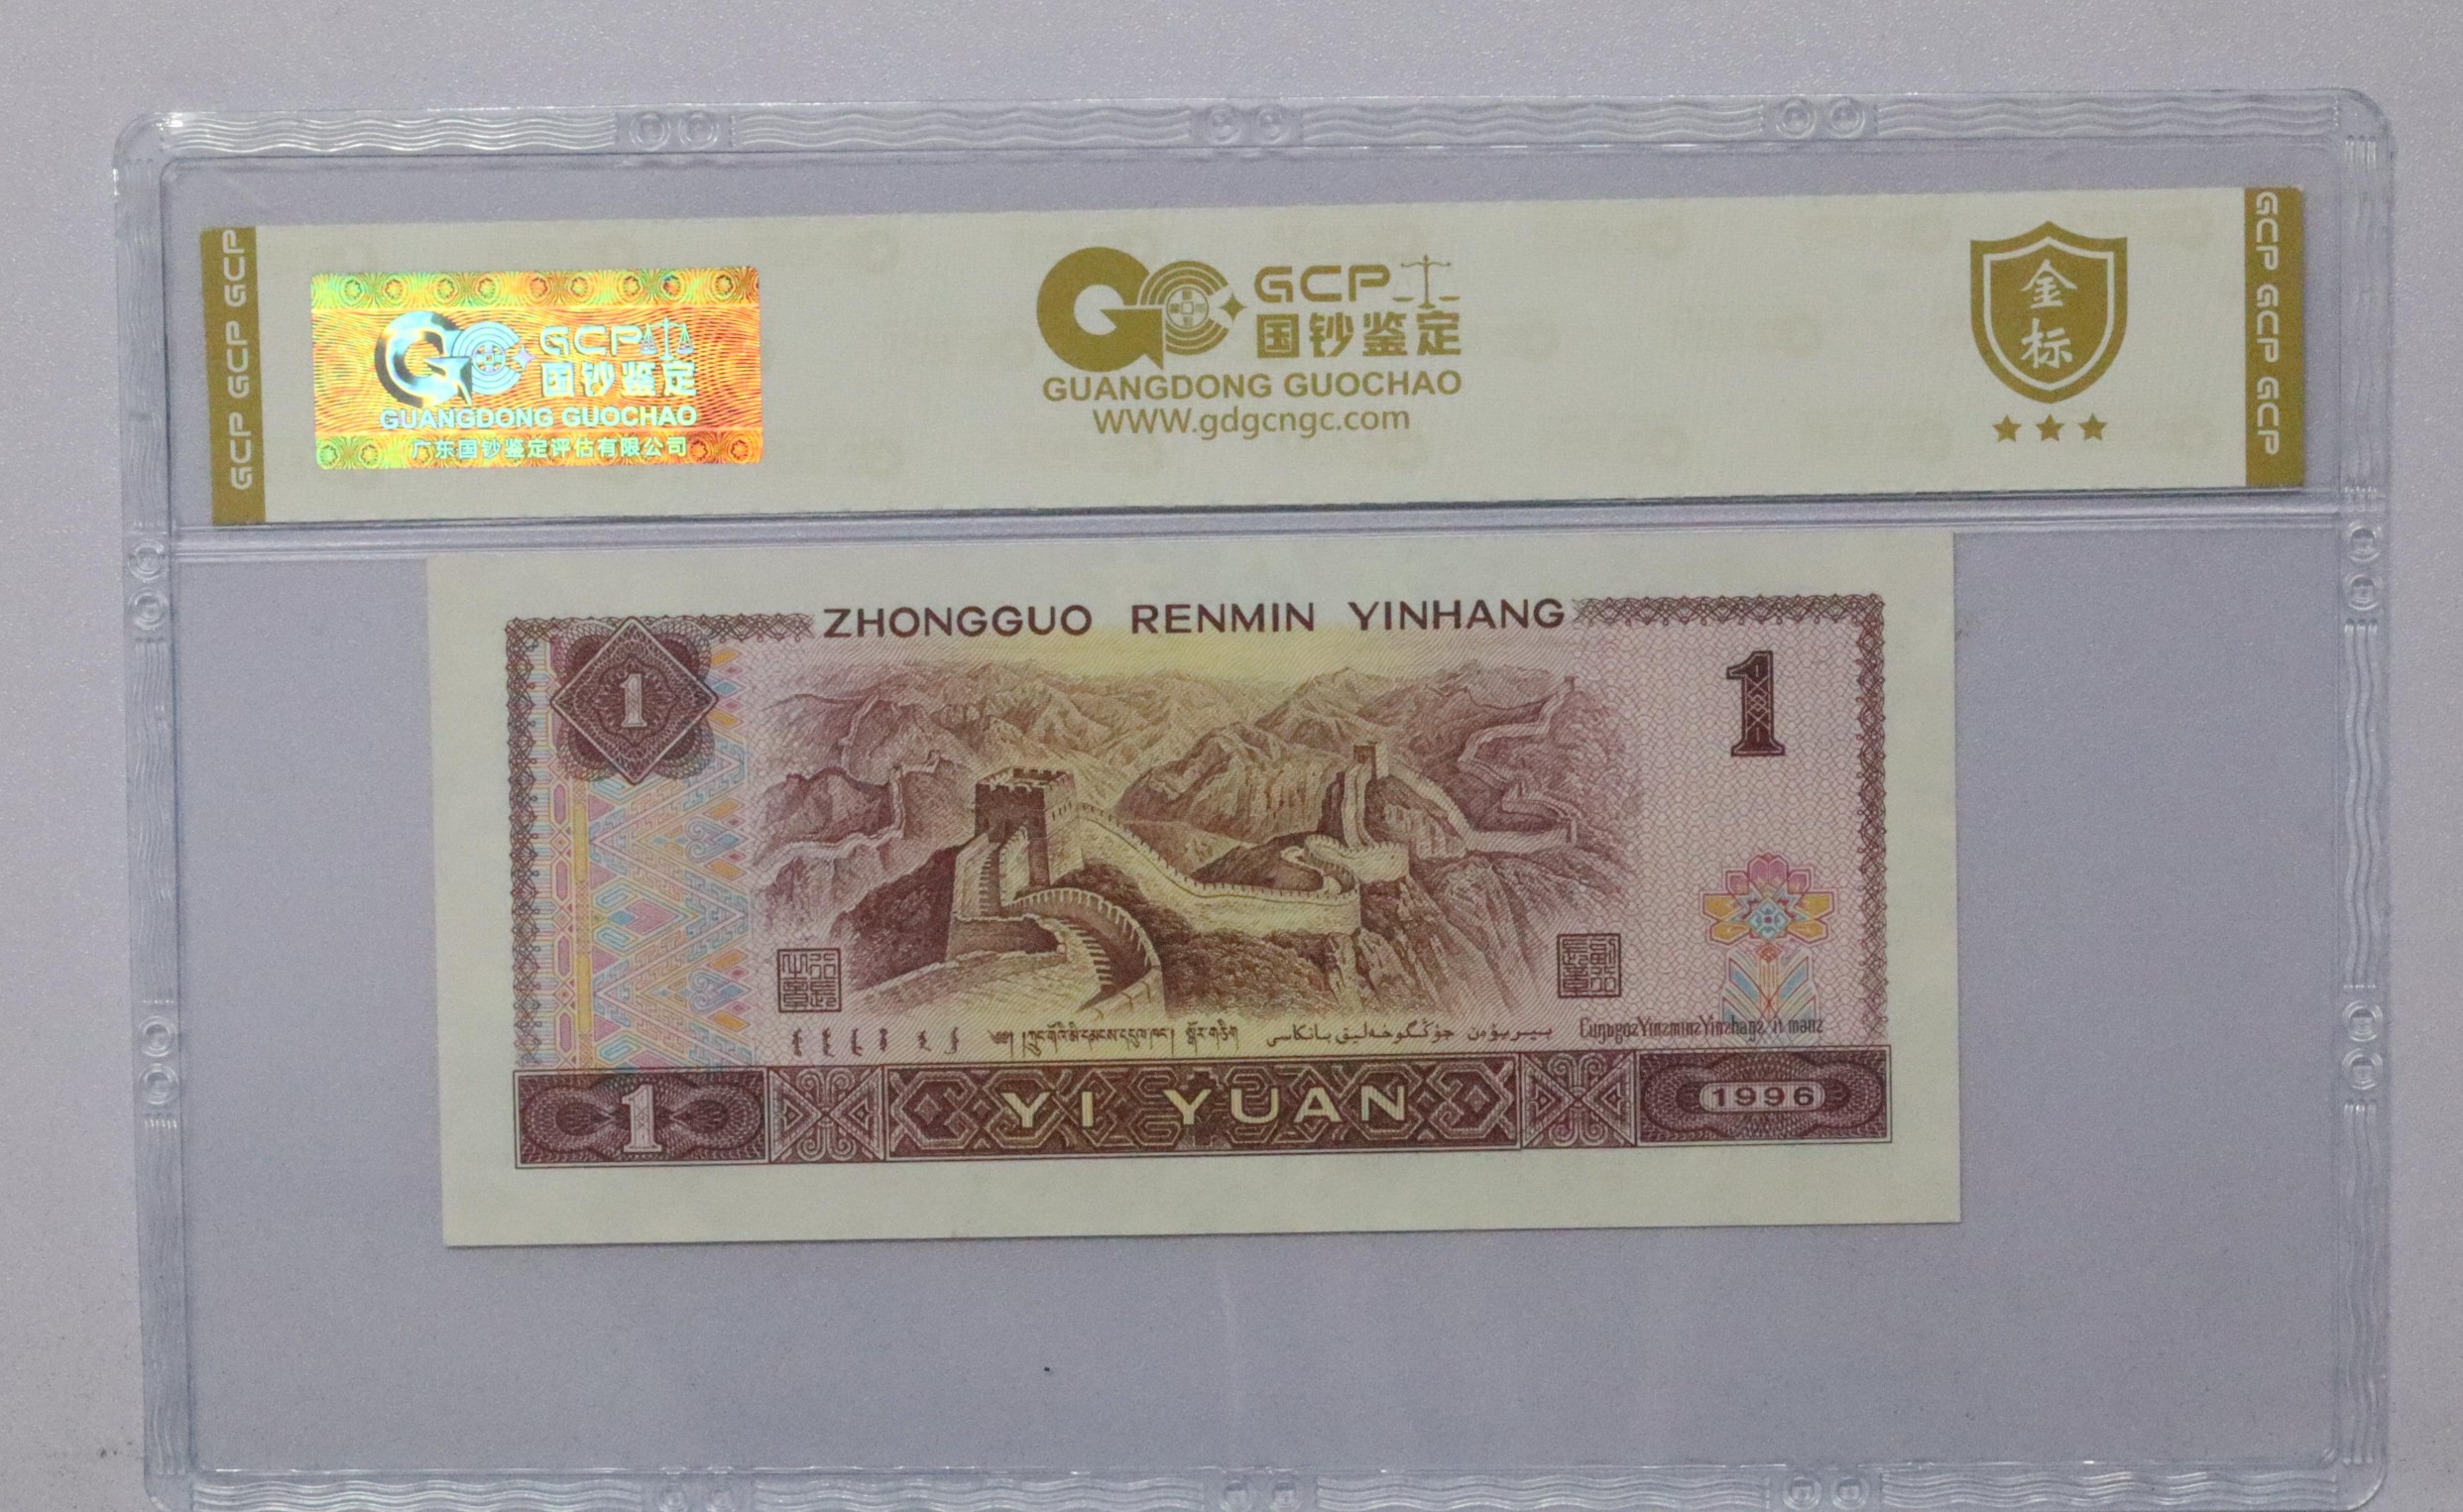 GCP GCP GCP
GCP
国钞鉴定
GUANGDONG GUOCHAO
广东国钞鉴定评估有限公司
GCP
国钞鉴定
GUANGDONG GUOCHAO
WWW.gdgcngc.com
金
标
GCP GCP GCP
ZHONGGUO RENMIN YINHANG
1
1
YI YUAN
1
1996